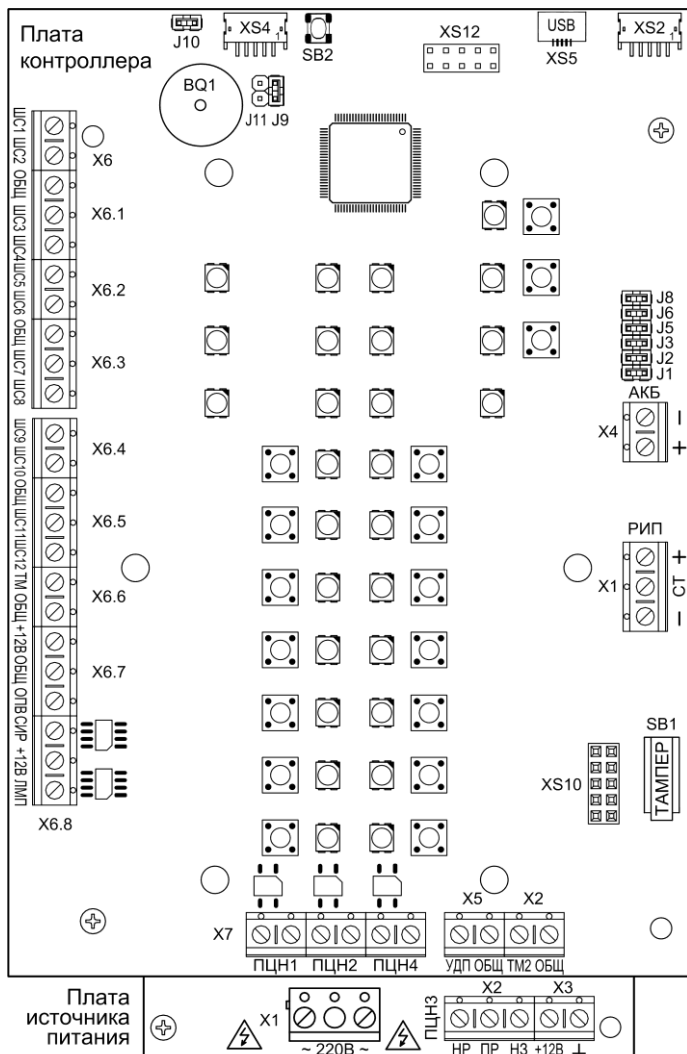 Плата
контроллера
J10
XS4
1
SB2
XS12
USB
XS5
XS2
1
BQ1
J11 J9
ШС1 ШС2 ОБЩ ШС3 ШС4 ШС5 ШС6 ОБЩ ШС7 ШС8
X6
X6.1
X6.2
X6.3
J8
J6
J5
J3
J2
J1
АКБ
X4
–
+
ШС9 ШС10 ОБЩ ШС11 ШС12 ТМ ОБЩ +12В ОБЩ ОПВ СИР +12В ЛМП
X6.4
X6.5
X6.6
X6.7
X6.8
РИП
X1
+
СТ
–
SB1
ТАМПЕР
XS10
X7
ПЦН1 ПЦН2 ПЦН4
X5 X2
УДП ОБЩ ТМ2 ОБЩ
Плата
источника
питания
X1
~ 220В ~
ПЦН3
X2 X3
НР ПР НЗ +12В ⊥